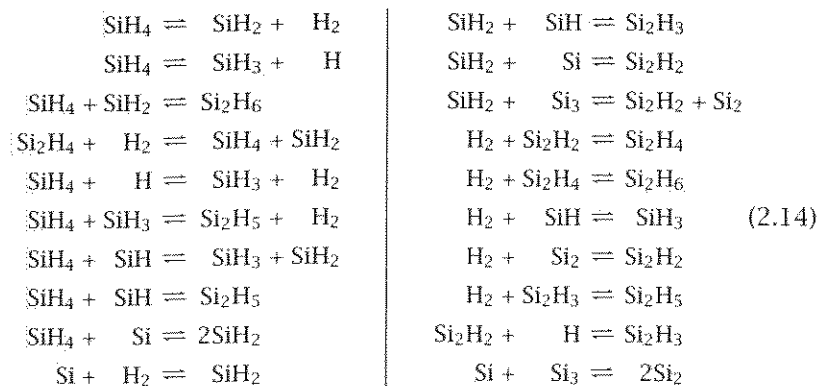 SiH₄ ⇌ SiH₂ + H₂
SiH₄ ⇌ SiH₃ + H
SiH₄ + SiH₂ ⇌ Si₂H₆
Si₂H₄ + H₂ ⇌ SiH₄ + SiH₂
SiH₄ + H ⇌ SiH₃ + H₂
SiH₄ + SiH₃ ⇌ Si₂H₅ + H₂
SiH₄ + SiH ⇌ SiH₃ + SiH₂
SiH₄ + SiH ⇌ Si₂H₅
SiH₄ + Si ⇌ 2SiH₂
Si + H₂ ⇌ SiH₂
SiH₂ + SiH ⇌ Si₂H₃
SiH₂ + Si ⇌ Si₂H₂
SiH₂ + Si₃ ⇌ Si₂H₂ + Si₂
H₂ + Si₂H₂ ⇌ Si₂H₄
H₂ + Si₂H₄ ⇌ Si₂H₆
H₂ + SiH ⇌ SiH₃ (2.14)
H₂ + Si₂ ⇌ Si₂H₂
H₂ + Si₂H₃ ⇌ Si₂H₅
Si₂H₂ + H ⇌ Si₂H₃
Si + Si₃ ⇌ 2Si₂